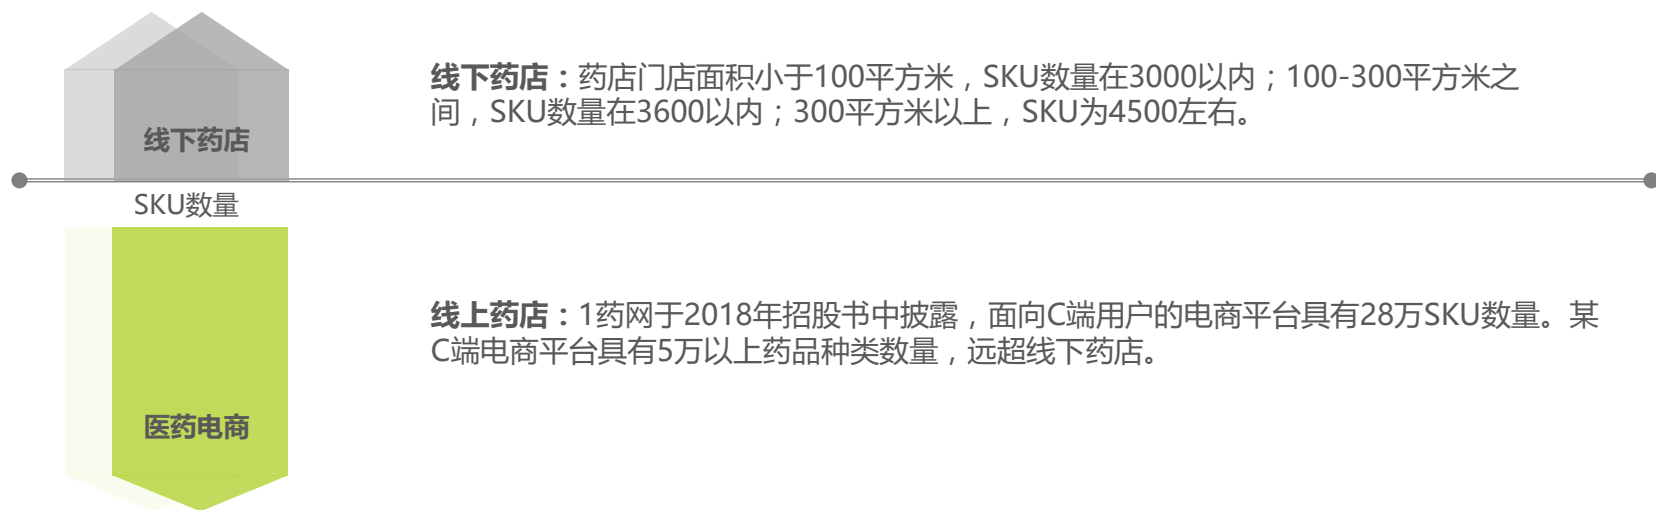 线下药店：药店门店面积小于100平方米，SKU数量在3000以内；100-300平方米之
间，SKU数量在3600以内；300平方米以上，SKU为4500左右。
线下药店
SKU数量
线上药店：1药网于2018年招股书中披露，面向C端用户的电商平台具有28万SKU数量。某
C端电商平台具有5万以上药品种类数量，远超线下药店。
医药电商